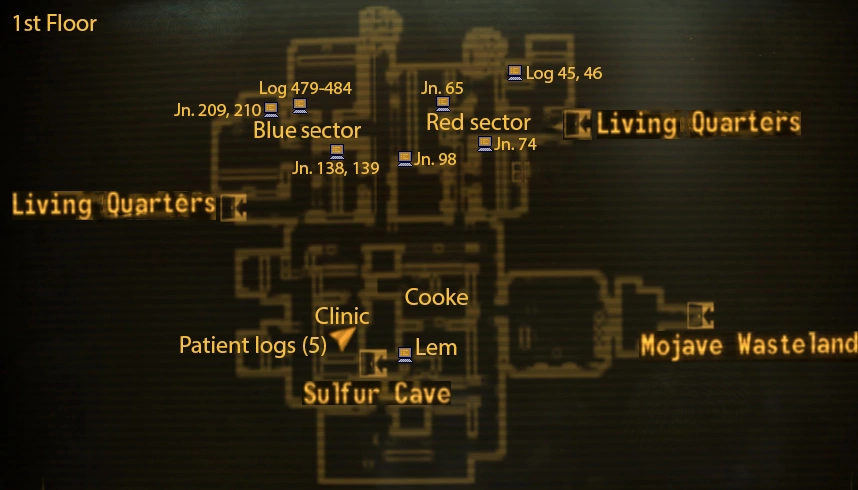 1st Floor
Log 45, 46
Log 479-484
Jn. 65
Jn. 209, 210
Blue sector
Red sector
Living Quarters
Jn. 74
Jn. 98
Jn. 138, 139
Living Quarters
Cooke
Clinic
Patient logs (5)
Lem
Mojave Wasteland
Sulfur Cave